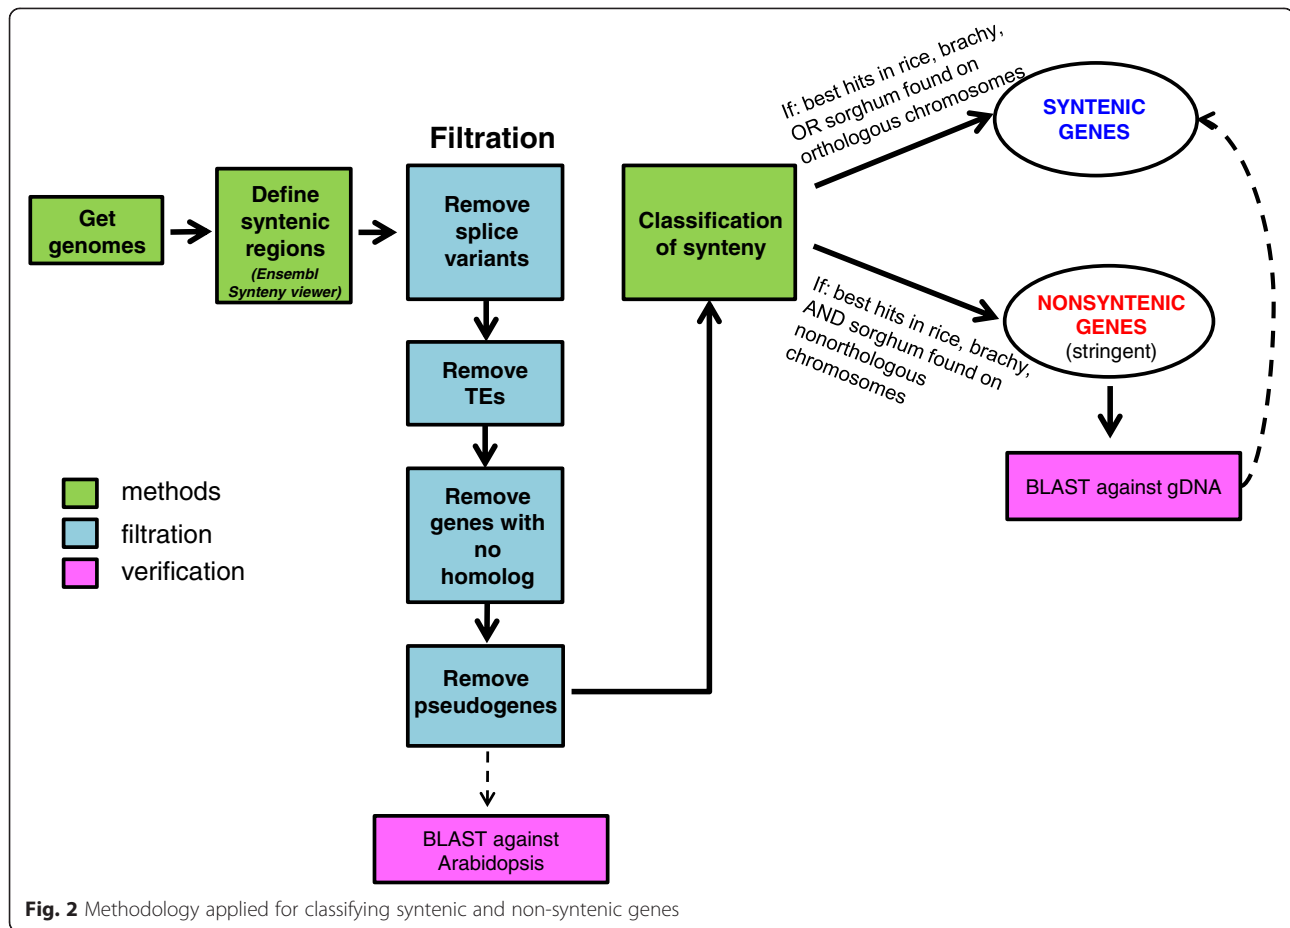 Get
genomes
Define
syntenic
regions
(Ensembl
Synteny viewer)
Filtration
Remove
splice
variants
Remove
TEs
Remove
genes with
no
homolog
Remove
pseudogenes
BLAST against
Arabidopsis
Classification
of synteny
If: best hits in rice, brachy,
OR sorghum found on
orthologous chromosomes
SYNTENIC
GENES
If: best hits in rice, brachy,
AND sorghum found on
nonorthologous
chromosomes
NONSYNTENIC
GENES
(stringent)
BLAST against gDNA
methods
filtration
verification
Fig. 2 Methodology applied for classifying syntenic and non-syntenic genes